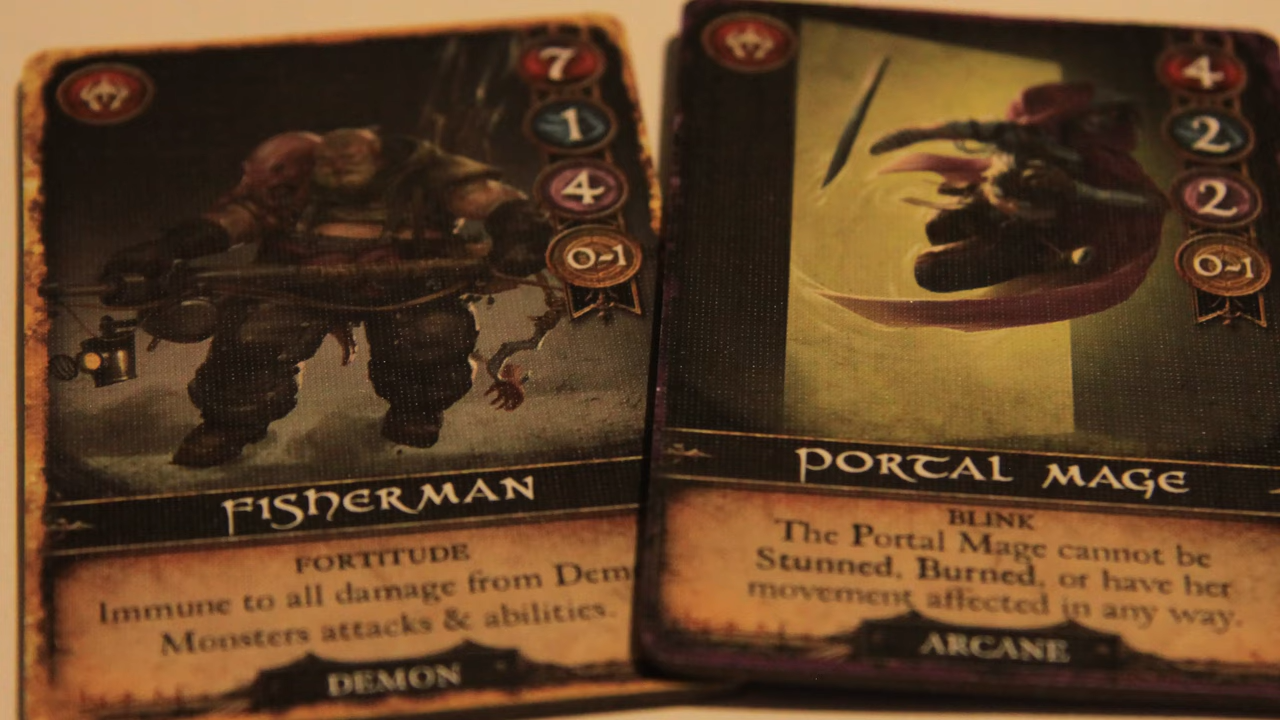 7
1
4
0-1
FISHERMAN
FORTITUDE
Immune to all damage from Dem
Monsters attacks & abilities.
DEMON
4
2
2
0-1
PORTAL MAGE
BLINK
The Portal Mage cannot be
Stunned, Burned, or have her
movement affected in any way.
ARCANE